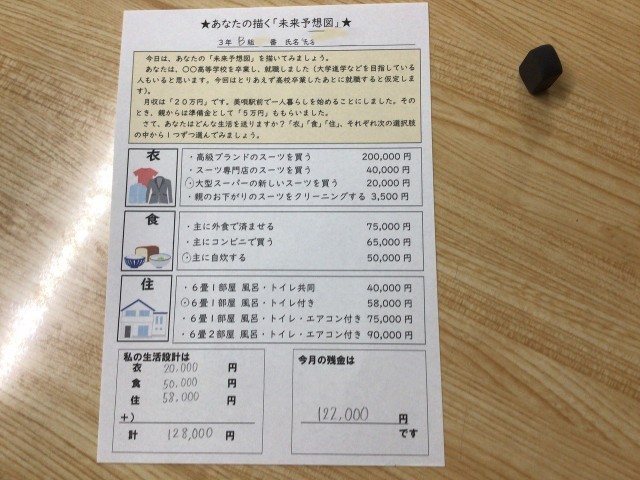 ★あなたの描く「未来予想図」★
3年 B組 番 氏名
今日は、あなたの「未来予想図」を描いてみましょう。
あなたは、〇〇高等学校を卒業し、就職しました（大学進学などを目指している
人もいると思います。今回はとりあえず高校卒業したあとに就職すると仮定しま
す）。
月収は「２０万円」です。美唄駅前で一人暮らしを始めることにしました。その
とき、親からは準備金として「５万円」ももらいました。
さて、あなたはどんな生活を送りますか？「衣」「食」「住」、それぞれ次の選択肢
の中から１つずつ選んでみましょう。
衣
・高級ブランドのスーツを買う 200,000円
・スーツ専門店のスーツを買う 40,000円
・大型スーパーの新しいスーツを買う 20,000円
・親のお下がりのスーツをクリーニングする 3,500円
食
・主に外食で済ませる 75,000円
・主にコンビニで買う 65,000円
・主に自炊する 50,000円
住
・６畳１部屋 風呂・トイレ共同 40,000円
・６畳１部屋 風呂・トイレ付き 58,000円
・６畳１部屋 風呂・トイレ・エアコン付き 75,000円
・６畳２部屋 風呂・トイレ・エアコン付き 90,000円
私の生活設計は
衣 20.000 円
食 50.000 円
住 58,000 円
＋）
計 128,000 円
今月の残金は
122,000 円
です